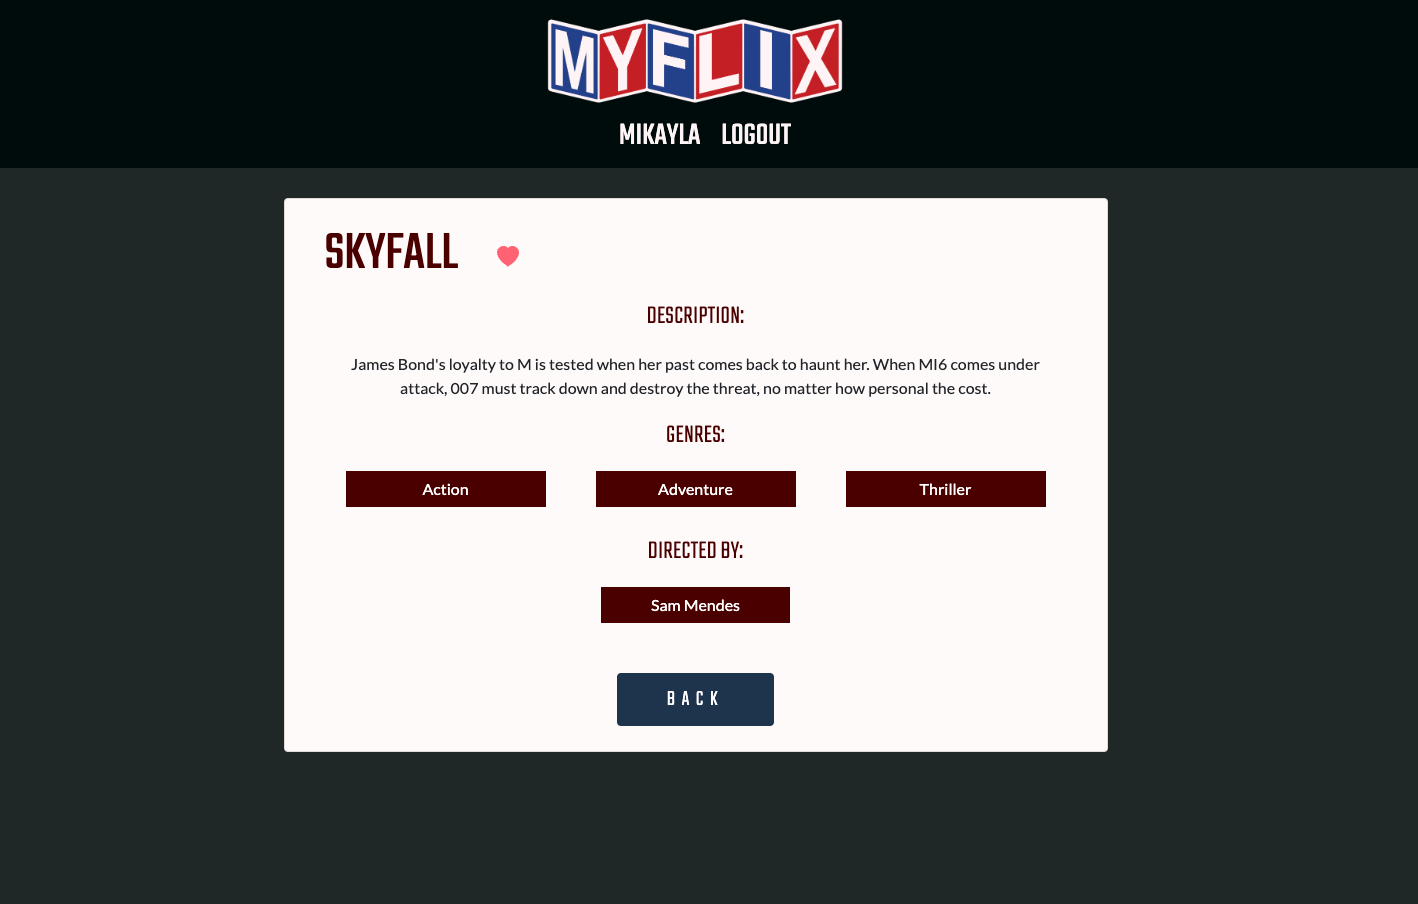 MYFLIX
MIKAYLA LOGOUT
SKYFALL
DESCRIPTION:
James Bond's loyalty to M is tested when her past comes back to haunt her. When MI6 comes under
attack, 007 must track down and destroy the threat, no matter how personal the cost.
GENRES:
Action Adventure Thriller
DIRECTED BY:
Sam Mendes
BACK